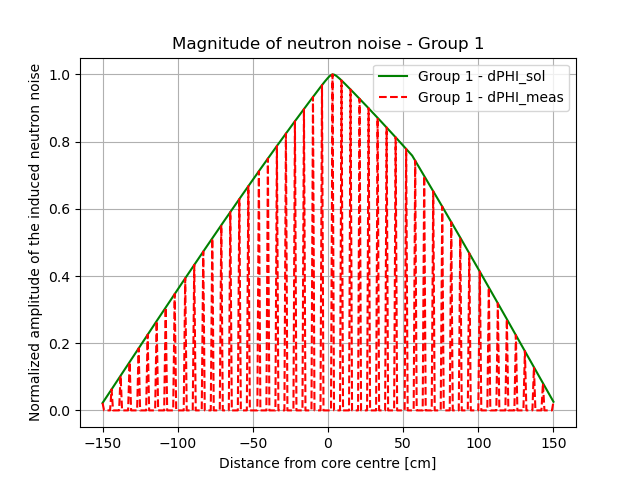 Magnitude of neutron noise - Group 1
Group 1 - dPHI_sol
Group 1 - dPHI_meas
Normalized amplitude of the induced neutron noise
1.0
0.8
0.6
0.4
0.2
0.0
−150 −100 −50 0 50 100 150
Distance from core centre [cm]